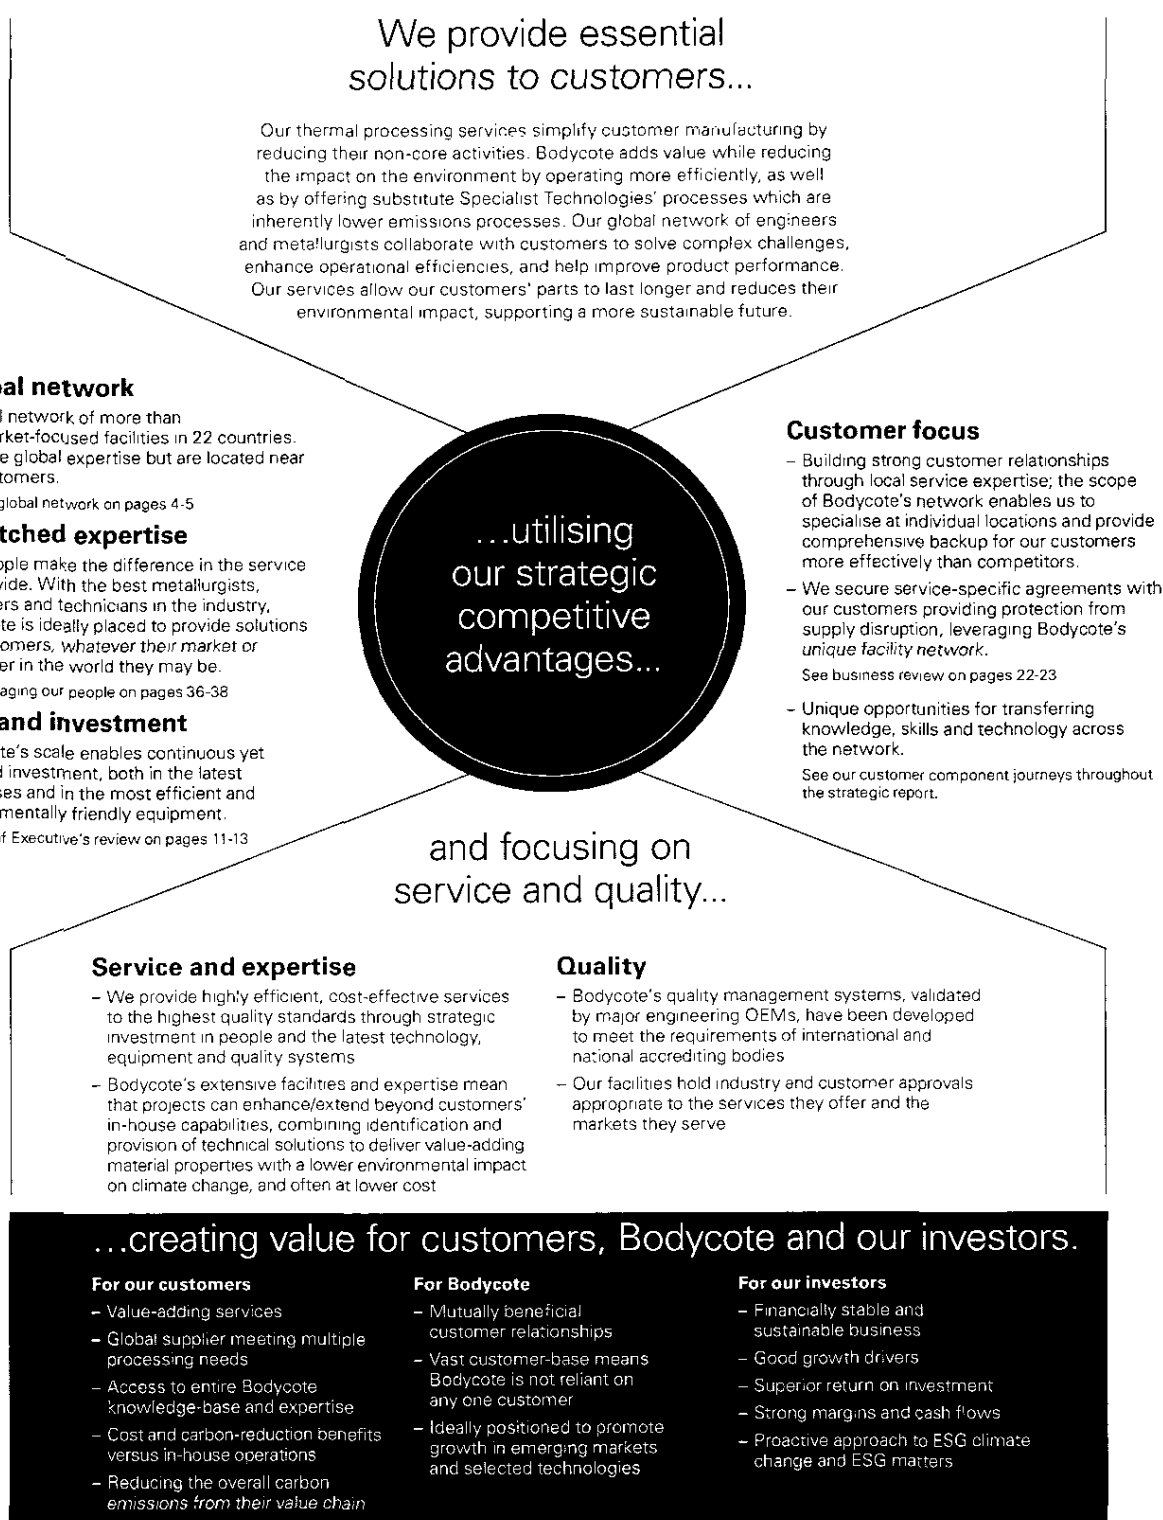 We provide essential
solutions to customers...
Our thermal processing services simplify customer manufacturing by
reducing their non-core activities. Bodycote adds value while reducing
the impact on the environment by operating more efficiently, as well
as by offering substitute Specialist Technologies' processes which are
inherently lower emissions processes. Our global network of engineers
and metallurgists collaborate with customers to solve complex challenges,
enhance operational efficiencies, and help improve product performance.
Our services allow our customers' parts to last longer and reduces their
environmental impact, supporting a more sustainable future.
network
network of more than
facilities in 22 countries.
global expertise but are located near
global network on pages 4-5
expertise
make the difference in the service
With the best metallurgists,
and technicians in the industry,
is ideally placed to provide solutions
whatever their market or
in the world they may be.
our people on pages 36-38
and investment
scale enables continuous yet
investment, both in the latest
and in the most efficient and
friendly equipment.
Executive's review on pages 11-13
...utilising
our strategic
competitive
advantages...
Customer focus
– Building strong customer relationships
through local service expertise; the scope
of Bodycote's network enables us to
specialise at individual locations and provide
comprehensive backup for our customers
more effectively than competitors.
– We secure service-specific agreements with
our customers providing protection from
supply disruption, leveraging Bodycote's
unique facility network.
See business review on pages 22-23
– Unique opportunities for transferring
knowledge, skills and technology across
the network.
See our customer component journeys throughout
the strategic report.
and focusing on
service and quality...
Service and expertise
– We provide highly efficient, cost-effective services
to the highest quality standards through strategic
investment in people and the latest technology,
equipment and quality systems
– Bodycote's extensive facilities and expertise mean
that projects can enhance/extend beyond customers'
in-house capabilities, combining identification and
provision of technical solutions to deliver value-adding
material properties with a lower environmental impact
on climate change, and often at lower cost
Quality
– Bodycote's quality management systems, validated
by major engineering OEMs, have been developed
to meet the requirements of international and
national accrediting bodies
– Our facilities hold industry and customer approvals
appropriate to the services they offer and the
markets they serve
...creating value for customers, Bodycote and our investors.
For our customers
– Value-adding services
– Global supplier meeting multiple
processing needs
– Access to entire Bodycote
knowledge-base and expertise
– Cost and carbon-reduction benefits
versus in-house operations
– Reducing the overall carbon
emissions from their value chain
For Bodycote
– Mutually beneficial
customer relationships
– Vast customer-base means
Bodycote is not reliant on
any one customer
– Ideally positioned to promote
growth in emerging markets
and selected technologies
For our investors
– Financially stable and
sustainable business
– Good growth drivers
– Superior return on investment
– Strong margins and cash flows
– Proactive approach to ESG climate
change and ESG matters